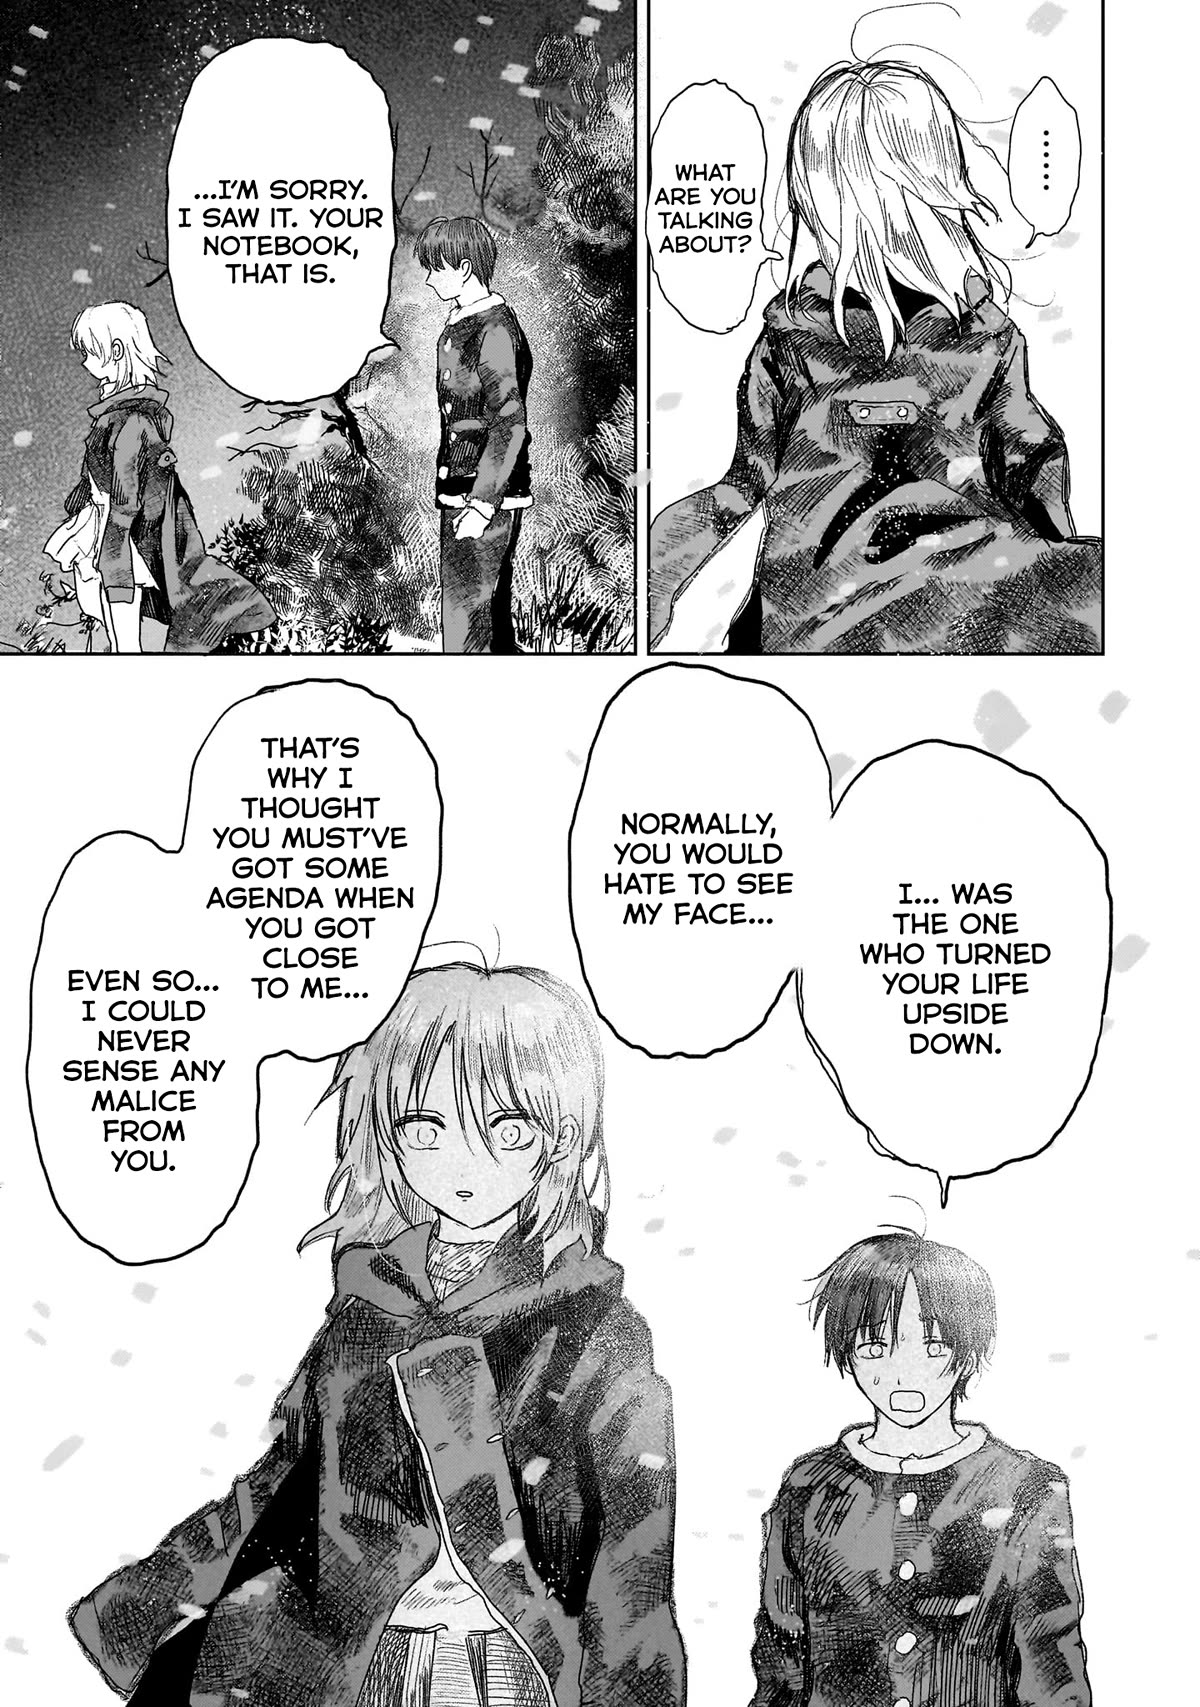 ......
WHAT
ARE YOU
TALKING
ABOUT?
...I'M SORRY.
I SAW IT. YOUR
NOTEBOOK,
THAT IS.
I... WAS
THE ONE
WHO TURNED
YOUR LIFE
UPSIDE
DOWN.
NORMALLY,
YOU WOULD
HATE TO SEE
MY FACE...
THAT'S
WHY I
THOUGHT
YOU MUST'VE
GOT SOME
AGENDA WHEN
YOU GOT
CLOSE
TO ME...
EVEN SO...
I COULD
NEVER
SENSE ANY
MALICE
FROM
YOU.